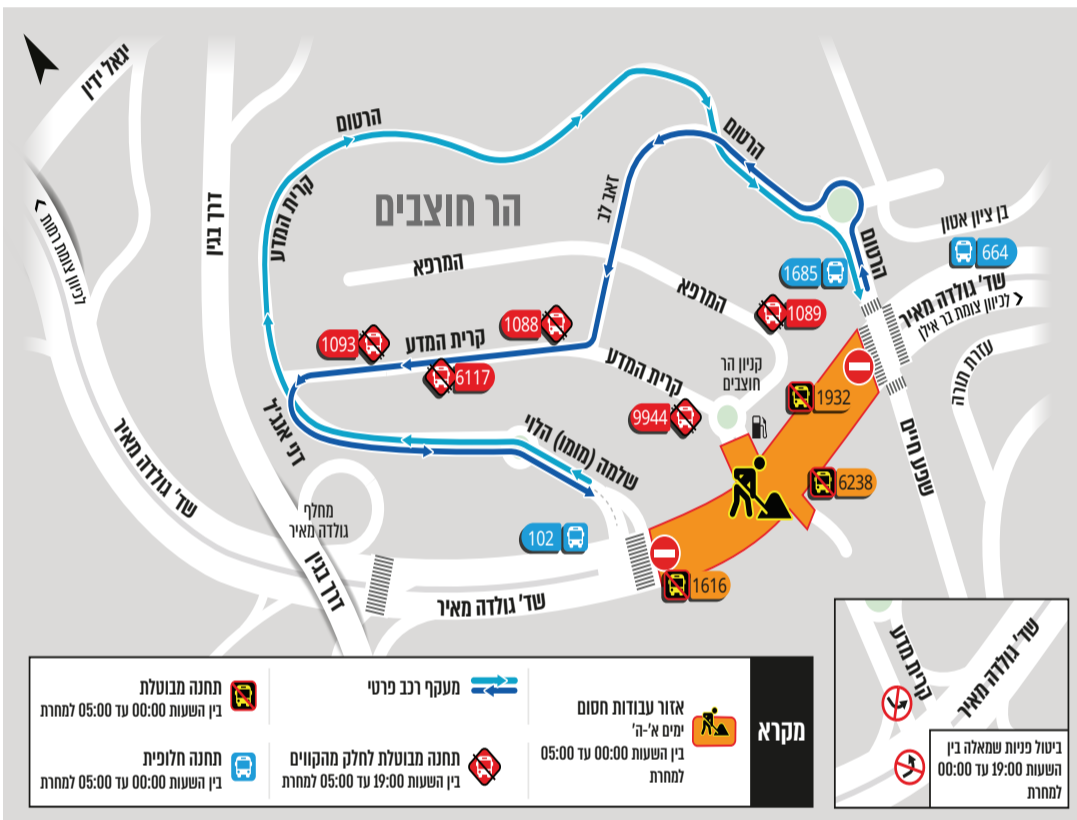 יגאל ידין
לכיוון צומת רמות
דרך בגין
הרטום
קרית המדע
הר חוצבים
הרטום
זאב לב
המרפא
המרפא
הרטום
בן ציון אטון
664
1685
שד' גולדה מאיר
לכיוון צומת בר אילן
עזרת תורה
1089
1088
1093
קרית המדע
6117
קרית המדע
קניון הר
חוצבים
9944
1932
6238
שפע חיים
דני אנג'ל
שלמה (מומו) הלוי
שד' גולדה מאיר
מחלף
גולדה מאיר
102
1616
דרך בגין
שד' גולדה מאיר
מקרא
אזור עבודות חסום
ימים א'-ה'
בין השעות 00:00 עד 05:00
למחרת
מעקף רכב פרטי
תחנה מבוטלת לחלק מהקווים
בין השעות 19:00 עד 05:00 למחרת
תחנה מבוטלת
בין השעות 00:00 עד 05:00 למחרת
תחנה חלופית
בין השעות 00:00 עד 05:00 למחרת
קרית מדע
שד' גולדה מאיר
ביטול פניות שמאלה בין
השעות 19:00 עד 00:00
למחרת